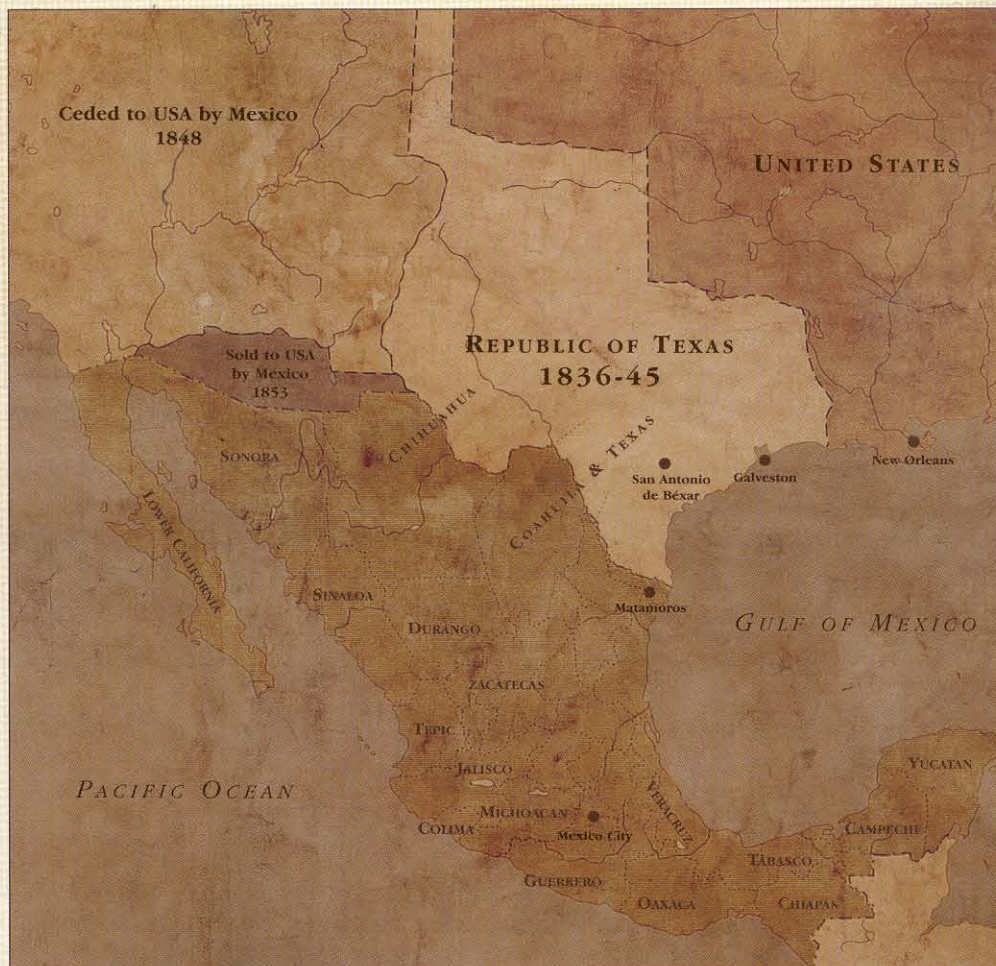 Ceded to USA by Mexico
1848
UNITED STATES
REPUBLIC OF TEXAS
1836-45
Sold to USA
by Mexico
1853
CHIHUAHUA
SONORA
COAHUILA & TEXAS
San Antonio
de Béxar
Galveston
New Orleans
LOWER CALIFORNIA
SINALOA
Matamoros
DURANGO
GULF OF MEXICO
ZACATECAS
TEPIC
JALISCO
YUCATAN
PACIFIC OCEAN
MICHOACAN
VERACRUZ
COLIMA
Mexico City
CAMPECHE
TABASCO
GUERRERO
OAXACA
CHIAPAS